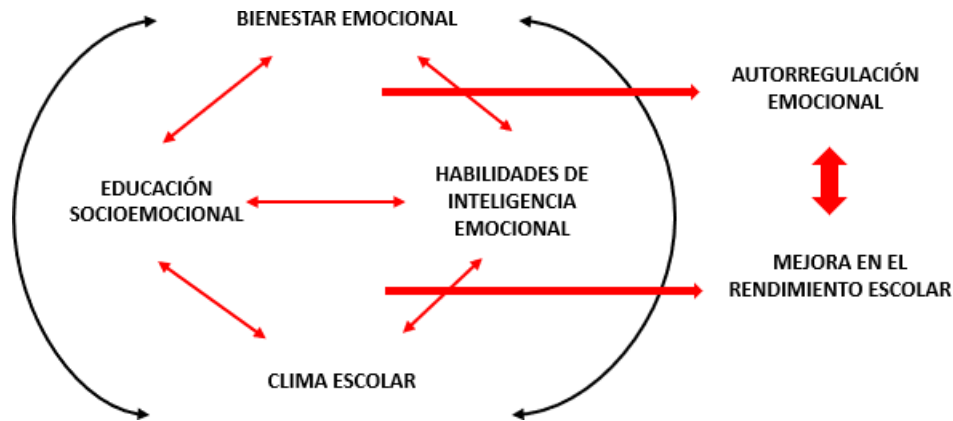 BIENESTAR EMOCIONAL
AUTORREGULACIÓN
EMOCIONAL
EDUCACIÓN
SOCIOEMOCIONAL
HABILIDADES DE
INTELIGENCIA
EMOCIONAL
MEJORA EN EL
RENDIMIENTO ESCOLAR
CLIMA ESCOLAR